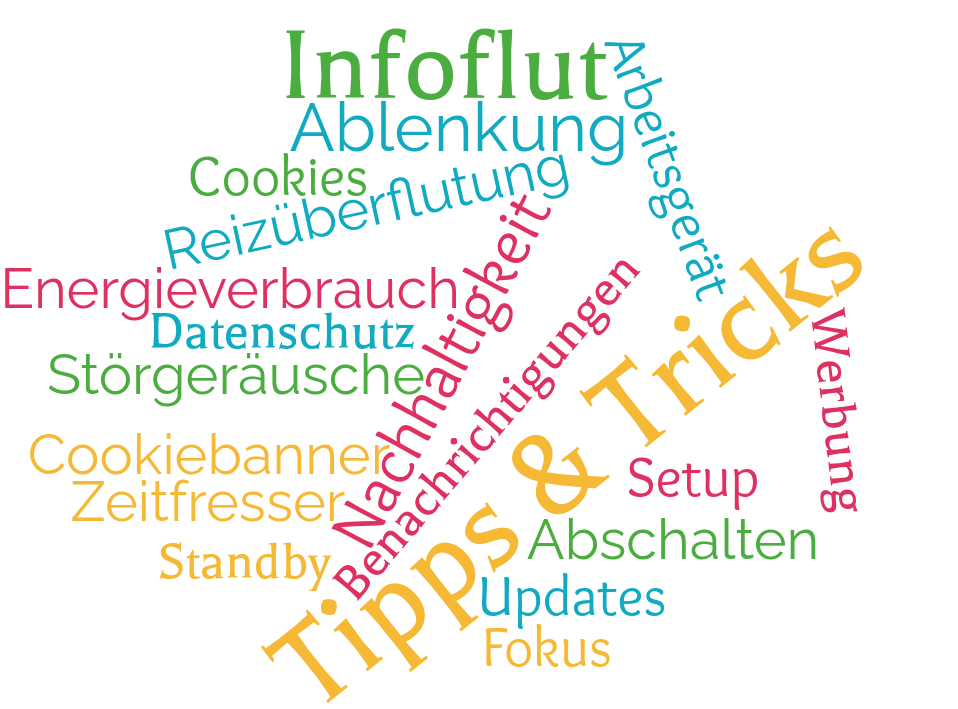 Infoflut
Arbeitsgerät
Ablenkung
Cookies
Reizüberflutung
Energieverbrauch
Nachhaltigkeit
Datenschutz
Benachrichtigungen
Tipps & Tricks
Werbung
Störgeräusche
Cookiebanner
Setup
Zeitfresser
Abschalten
Standby
Updates
Fokus